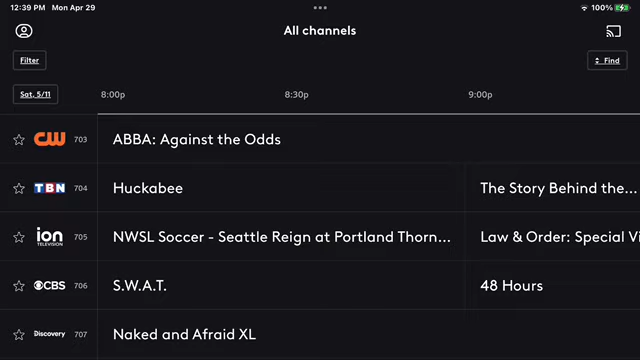 12:39 PM Mon Apr 29
100%
All channels
Filter
Find
Sat, 5/11 8:00p 8:30p 9:00p
CW 703 ABBA: Against the Odds
TBN 704 Huckabee The Story Behind the...
ion TELEVISION 705 NWSL Soccer - Seattle Reign at Portland Thorn... Law & Order: Special Vi
CBS 706 S.W.A.T. 48 Hours
Discovery 707 Naked and Afraid XL